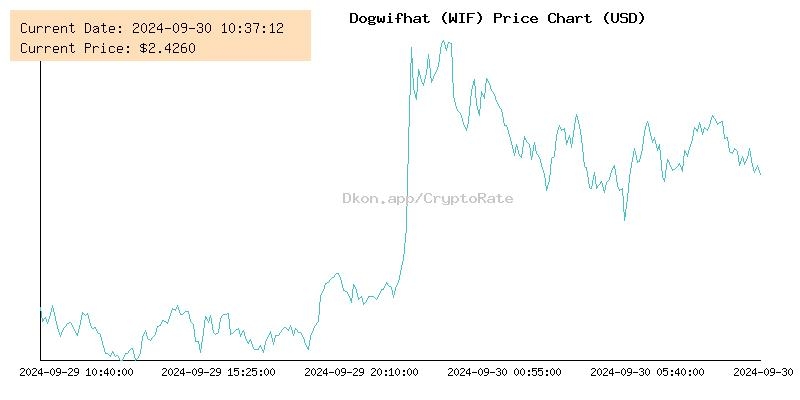 Dogwifhat (WIF) Price Chart (USD)
Current Date: 2024-09-30 10:37:12
Current Price: $2.4260
Dkon.app/CryptoRate
2024-09-29 10:40:00 2024-09-29 15:25:00 2024-09-29 20:10:00 2024-09-30 00:55:00 2024-09-30 05:40:00 2024-09-30